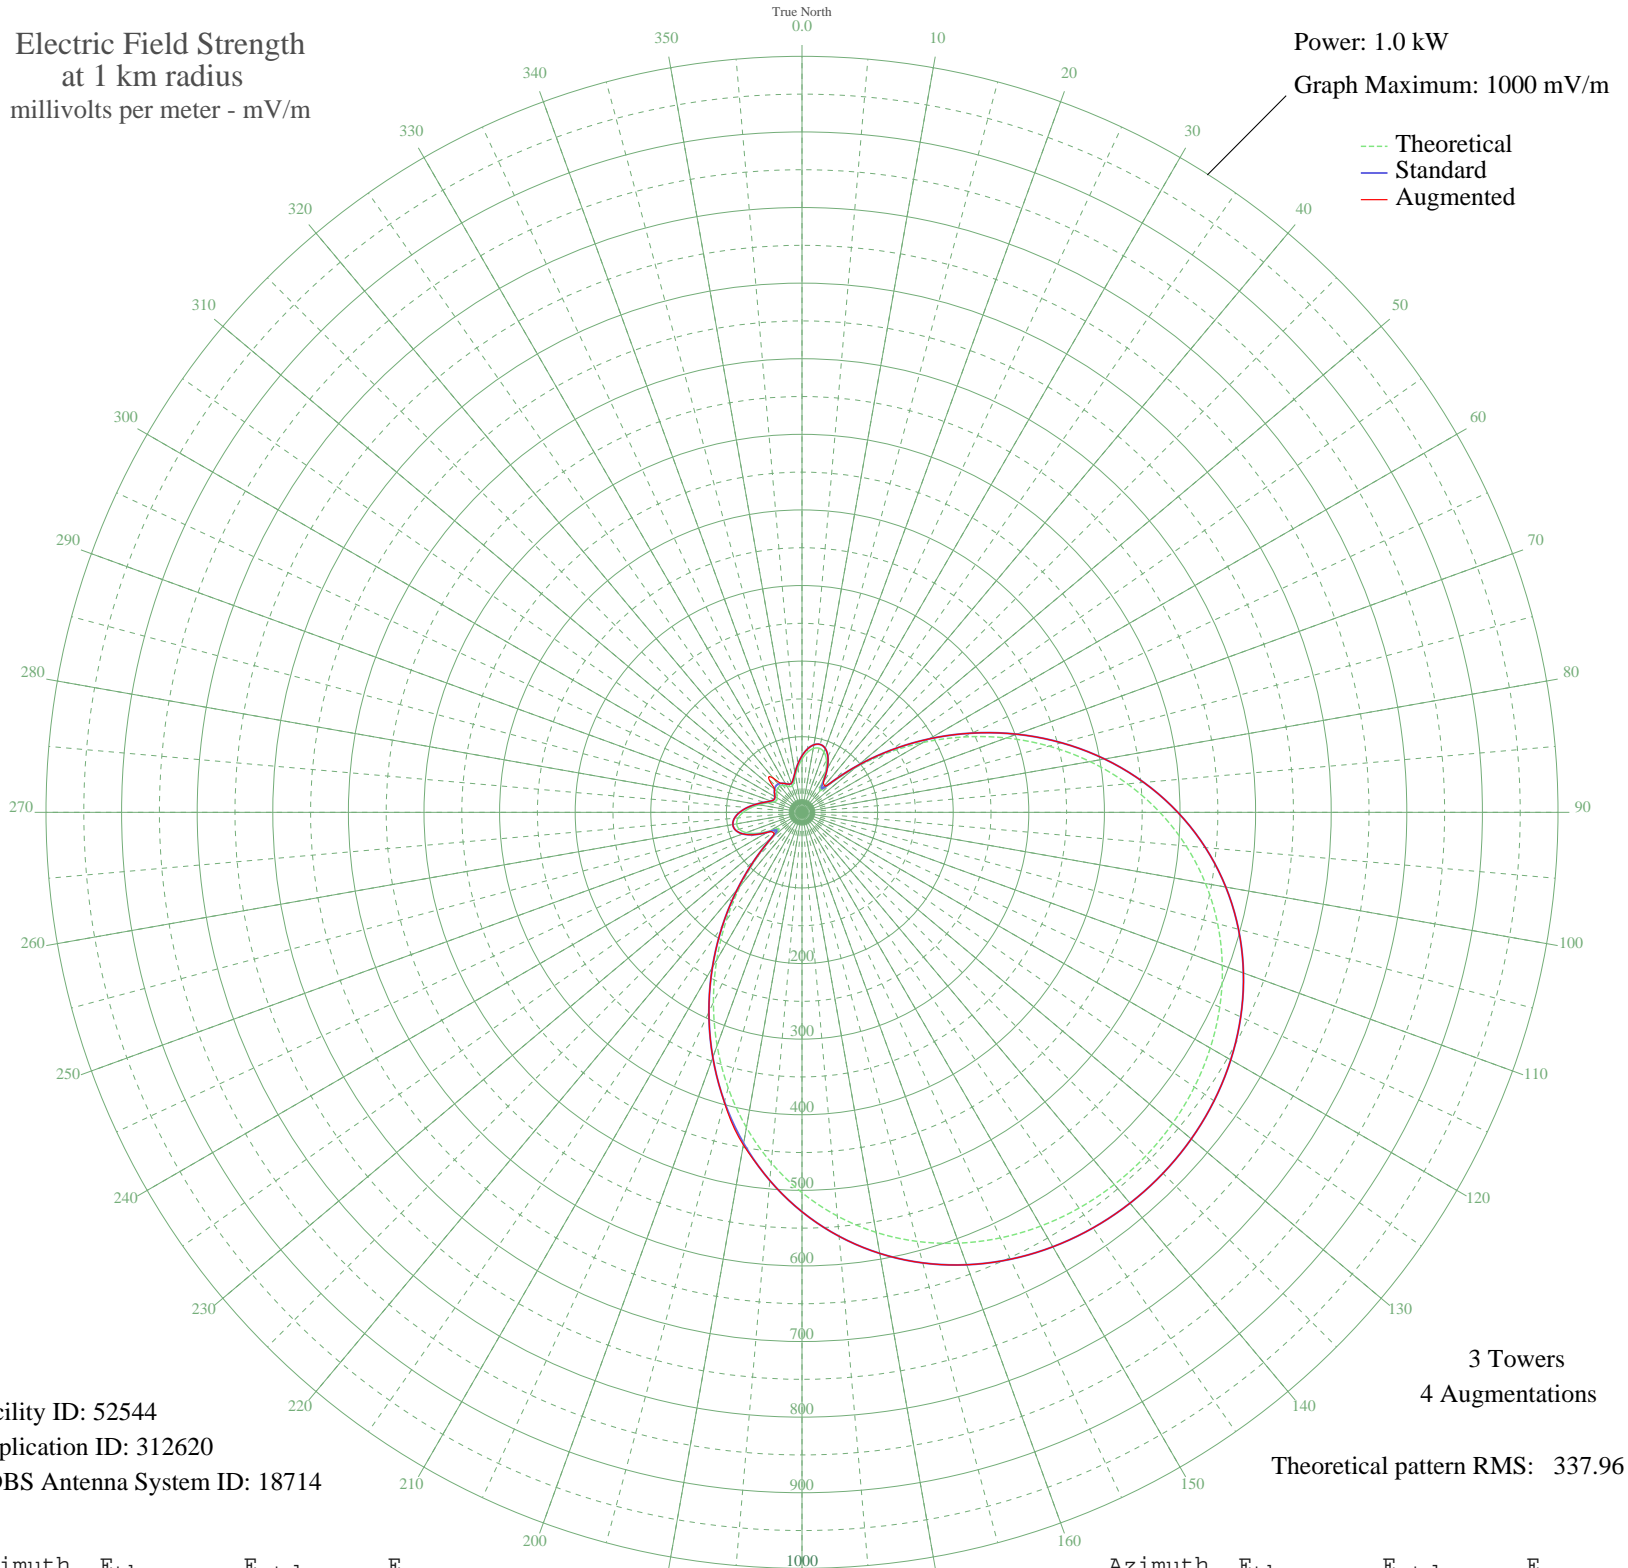 True North
0.0
Electric Field Strength
at 1 km radius
millivolts per meter - mV/m
Power: 1.0 kW
Graph Maximum: 1000 mV/m
Theoretical
Standard
Augmented
10
20
30
40
50
60
70
80
90
100
110
120
130
140
150
160
200
210
220
230
240
250
260
270
280
290
300
310
320
330
340
350
200
300
400
500
600
700
800
900
1000
3 Towers
4 Augmentations
Theoretical pattern RMS: 337.96
cility ID: 52544
plication ID: 312620
DBS Antenna System ID: 18714
imuth E E E
Azimuth E E E